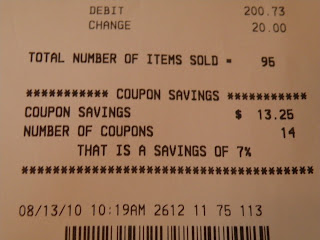 DEBIT 200.73
CHANGE 20.00
TOTAL NUMBER OF ITEMS SOLD = 95
*********** COUPON SAVINGS ***********
COUPON SAVINGS $ 13.25
NUMBER OF COUPONS 14
THAT IS A SAVINGS OF 7%
****************************************
08/13/10 10:19AM 2612 11 75 113